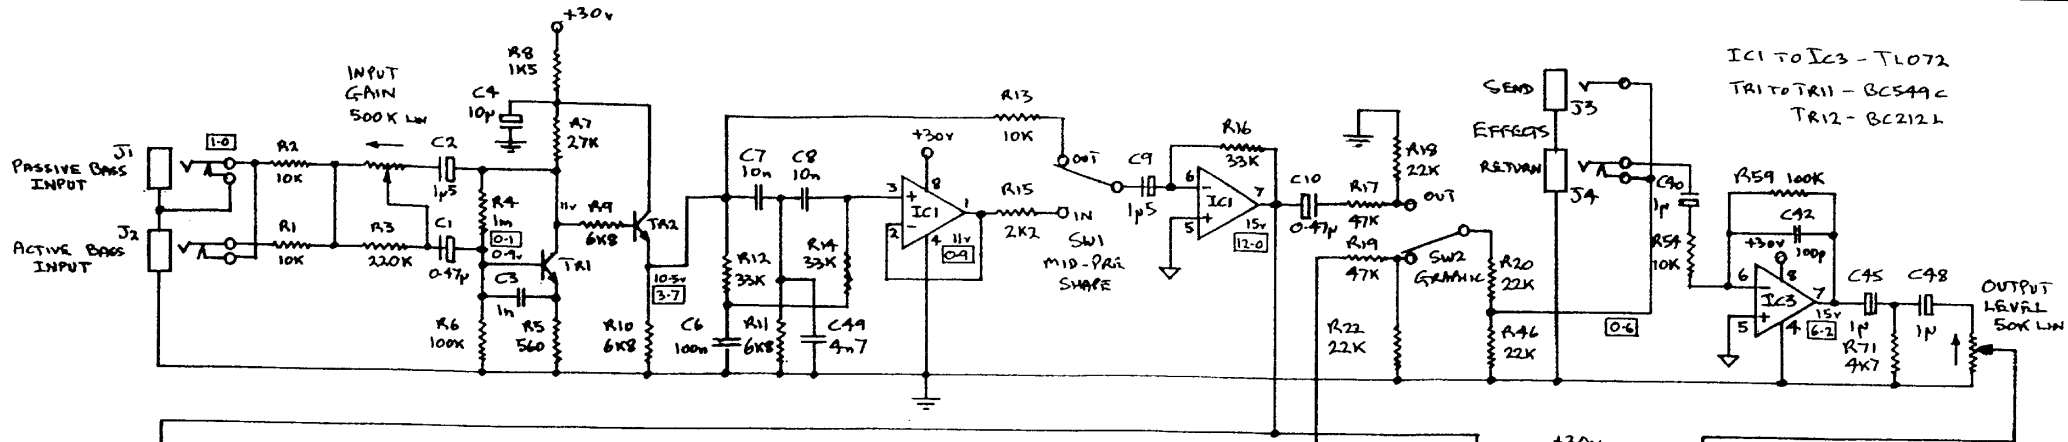 +30v
R8
1K5
INPUT
GAIN
500K LIN
C4
10µ
R7
27K
1-0
J1
PASSIVE BASS
INPUT
R2
10K
C2
1µ5
R4
1m
11v
R9
6K8
TR2
J2
ACTIVE BASS
INPUT
R1
10K
R3
220K
C1
0.47µ
0-1
0.9v
TR1
C3
1n
R6
100K
R5
560
R10
6K8
10.5v
3-7
C7
10n
C8
10n
R12
33K
R14
33K
C6
100n
R11
6K8
C49
4n7
R13
10K
+30v
3
+
8
IC1
1
-
2
4
11v
0-9
R15
2K2
OUT
IN
SW1
MID-PRE
SHAPE
C9
1µ5
R16
33K
6
-
IC1
7
+
5
15v
12-0
C10
0.47µ
R17
47K
R18
22K
OUT
R19
47K
SW2
GRAPHIC
R22
22K
R20
22K
R46
22K
0-6
SEND
J3
EFFECTS
RETURN
J4
C40
1µ
R54
10K
R59 100K
C42
100p
+30v
6
-
8
IC3
7
+
5
4
15v
6-2
C45
1µ
R71
4K7
C48
1µ
OUTPUT
LEVEL
50K LIN
IC1 TO IC3 - TL072
TR1 TO TR11 - BC549C
TR12 - BC212L
+30v